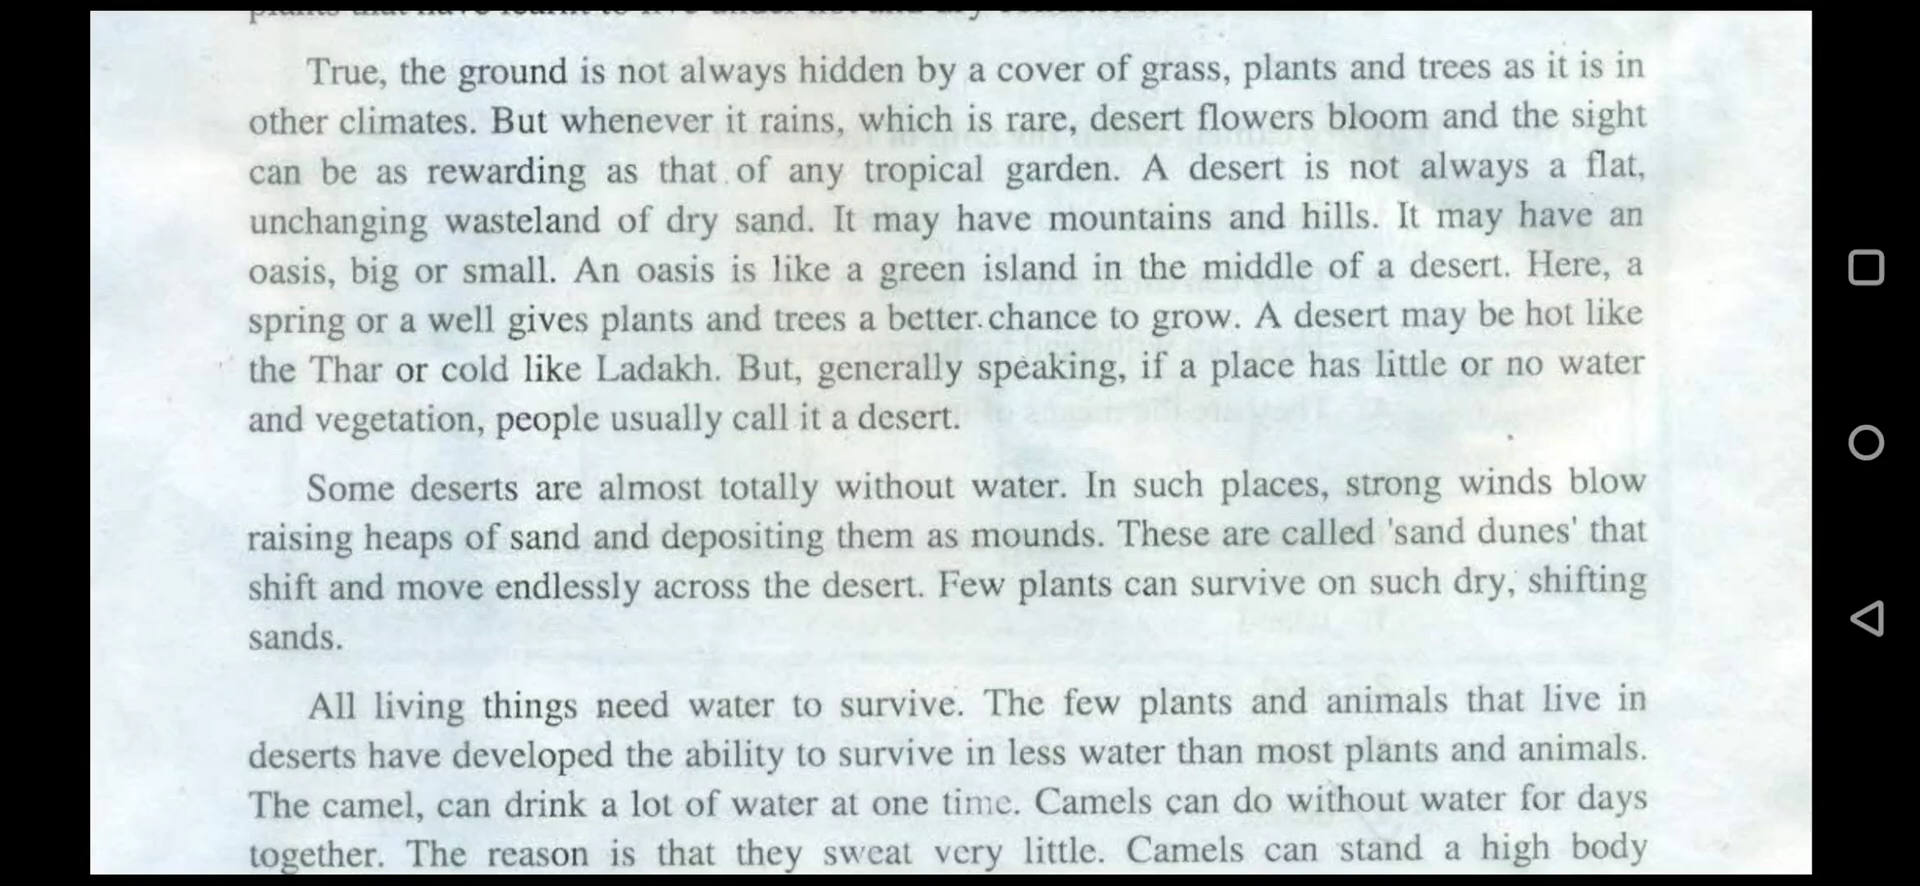 True, the ground is not always hidden by a cover of grass, plants and trees as it is in
other climates. But whenever it rains, which is rare, desert flowers bloom and the sight
can be as rewarding as that of any tropical garden. A desert is not always a flat,
unchanging wasteland of dry sand. It may have mountains and hills. It may have an
oasis, big or small. An oasis is like a green island in the middle of a desert. Here, a
spring or a well gives plants and trees a better chance to grow. A desert may be hot like
the Thar or cold like Ladakh. But, generally speaking, if a place has little or no water
and vegetation, people usually call it a desert.
Some deserts are almost totally without water. In such places, strong winds blow
raising heaps of sand and depositing them as mounds. These are called 'sand dunes' that
shift and move endlessly across the desert. Few plants can survive on such dry, shifting
sands.
All living things need water to survive. The few plants and animals that live in
deserts have developed the ability to survive in less water than most plants and animals.
The camel, can drink a lot of water at one time. Camels can do without water for days
together. The reason is that they sweat very little. Camels can stand a high body